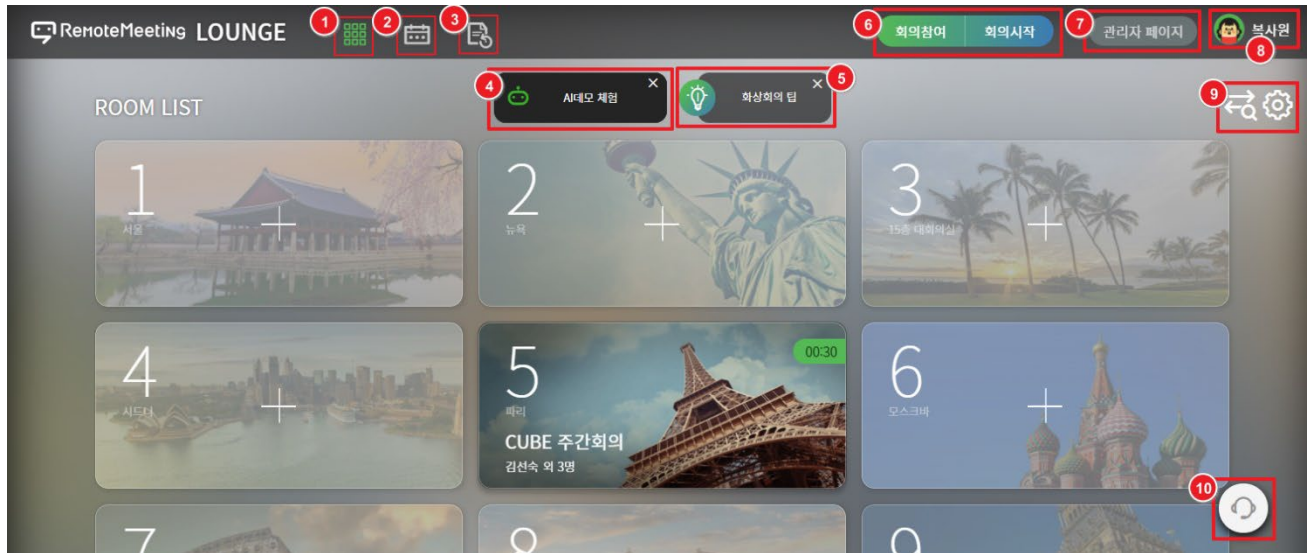 RemoteMeeting LOUNGE
1
2
3
6
회의참여
회의시작
7
관리자 페이지
복사원
8
ROOM LIST
4
AI데모 체험
×
5
화상회의 팁
×
9
1
서울
2
뉴욕
3
15층 대회의실
4
시드니
5
파리
00:30
CUBE 주간회의
김선숙 외 3명
6
모스크바
10
7
8
9